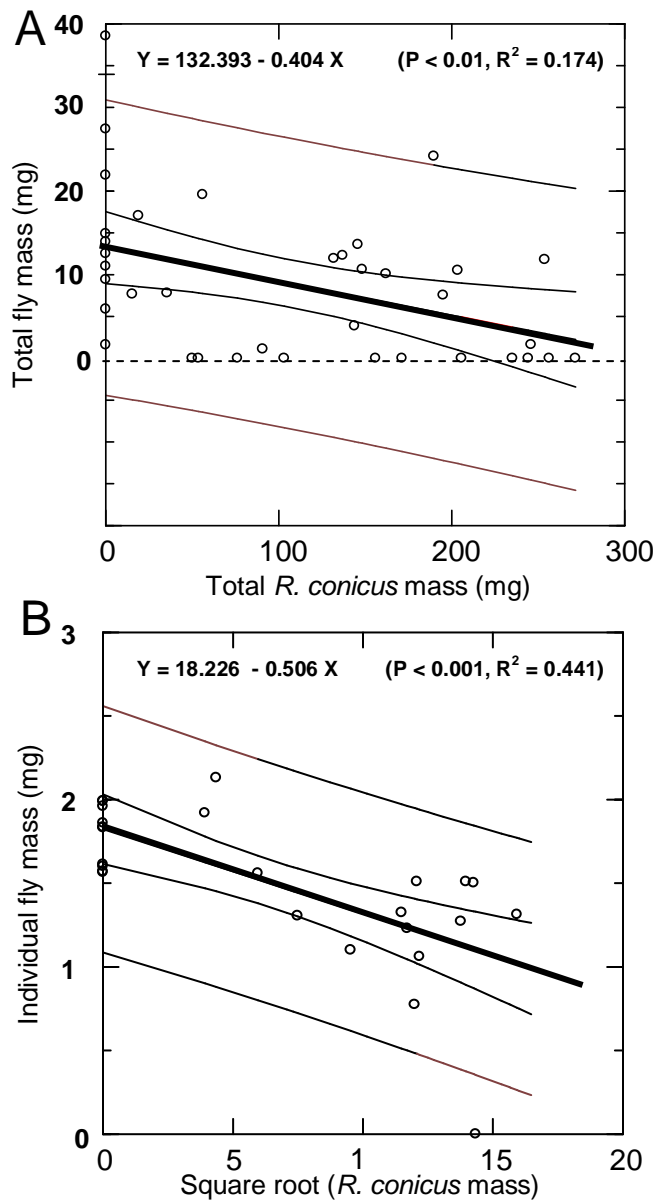 A
Y = 132.393 - 0.404 X (P < 0.01, R² = 0.174)
Total fly mass (mg)
40
30
20
10
0
0 100 200 300
Total R. conicus mass (mg)
B
Y = 18.226 - 0.506 X (P < 0.001, R² = 0.441)
Individual fly mass (mg)
3
2
1
0
0 5 1 15 20
Square root (R. conicus mass)